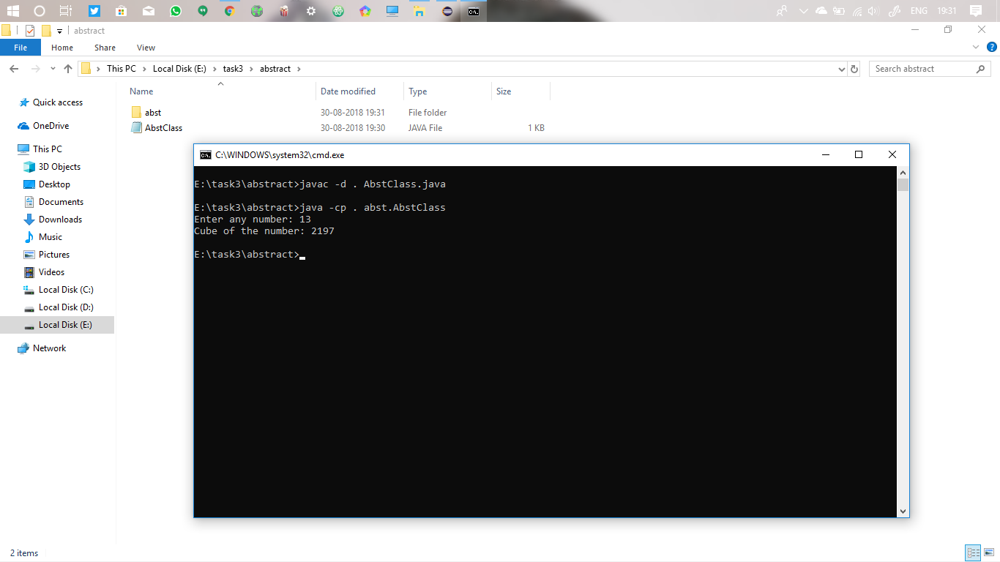 ENG 19:31
abstract
File Home Share View
This PC Local Disk (E:) task3 abstract
Search abstract
Name Date modified Type Size
Quick access
OneDrive
This PC
3D Objects
Desktop
Documents
Downloads
Music
Pictures
Videos
Local Disk (C:)
Local Disk (D:)
Local Disk (E:)
Network
abst 30-08-2018 19:31 File folder
AbstClass 30-08-2018 19:30 JAVA File 1 KB
C:\WINDOWS\system32\cmd.exe
E:\task3\abstract>javac -d . AbstClass.java
E:\task3\abstract>java -cp . abst.AbstClass
Enter any number: 13
Cube of the number: 2197
E:\task3\abstract>
2 items